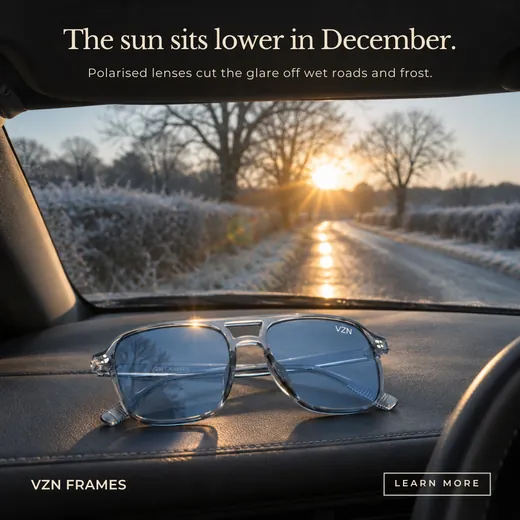 The sun sits lower in December.
Polarised lenses cut the glare off wet roads and frost.
VZN
VZN FRAMES
LEARN MORE